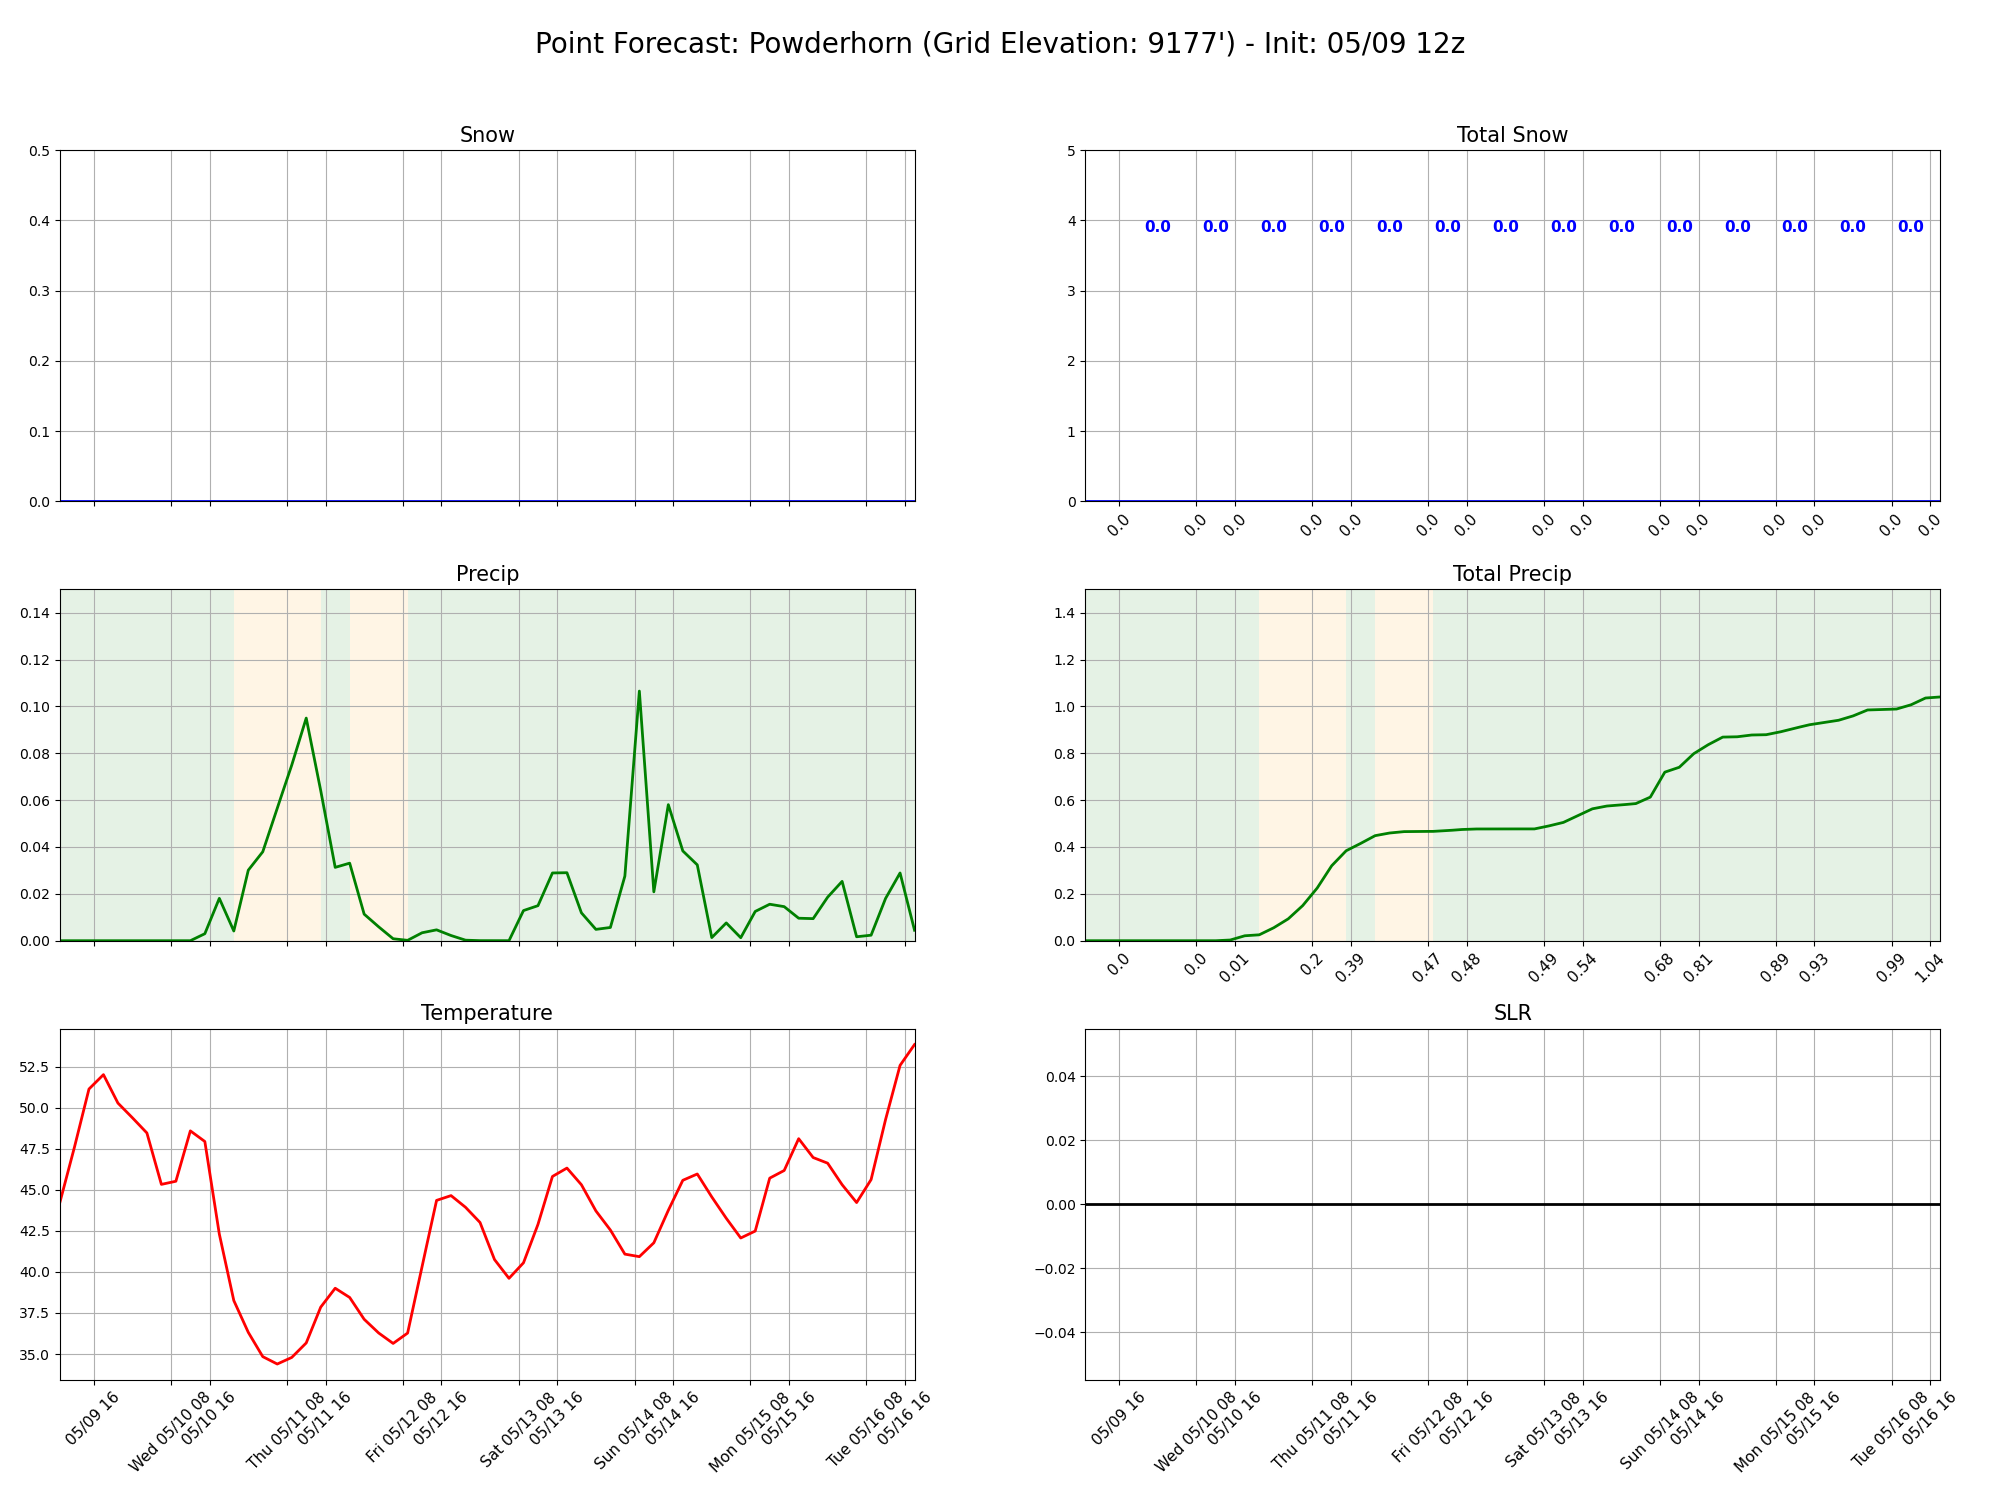 Point Forecast: Powderhorn (Grid Elevation: 9177') - Init: 05/09 12z
Snow
0.5
0.4
0.3
0.2
0.1
0.0
Total Snow
5
4
3
2
1
0
0.0 0.0 0.0 0.0 0.0 0.0 0.0 0.0 0.0 0.0 0.0 0.0 0.0 0.0
0.0 0.0 0.0 0.0 0.0 0.0 0.0 0.0 0.0 0.0 0.0 0.0 0.0 0.0 0.0
Precip
0.14
0.12
0.10
0.08
0.06
0.04
0.02
0.00
Total Precip
1.4
1.2
1.0
0.8
0.6
0.4
0.2
0.0
0.0 0.0 0.01 0.2 0.39 0.47 0.48 0.49 0.54 0.68 0.81 0.89 0.93 0.99 1.04
Temperature
52.5
50.0
47.5
45.0
42.5
40.0
37.5
35.0
05/09 16
Wed 05/10 08
05/10 16
Thu 05/11 08
05/11 16
Fri 05/12 08
05/12 16
Sat 05/13 08
05/13 16
Sun 05/14 08
05/14 16
Mon 05/15 08
05/15 16
Tue 05/16 08
05/16 16
SLR
0.04
0.02
0.00
−0.02
−0.04
05/09 16
Wed 05/10 08
05/10 16
Thu 05/11 08
05/11 16
Fri 05/12 08
05/12 16
Sat 05/13 08
05/13 16
Sun 05/14 08
05/14 16
Mon 05/15 08
05/15 16
Tue 05/16 08
05/16 16